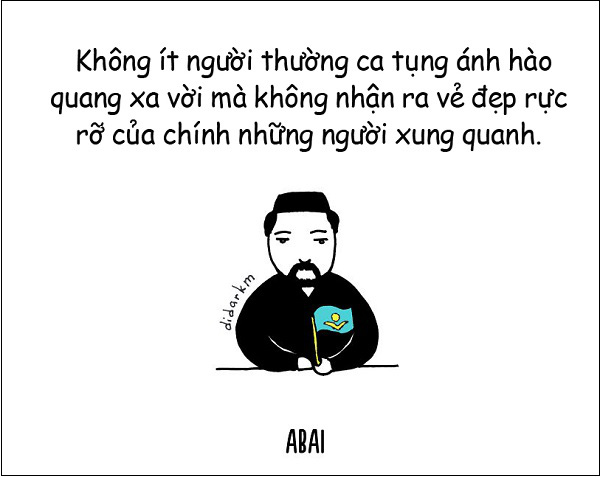 Không ít người thường ca tụng ánh hào
quang xa vời mà không nhận ra vẻ đẹp rực
rỡ của chính những người xung quanh.
didarkm
ABAI